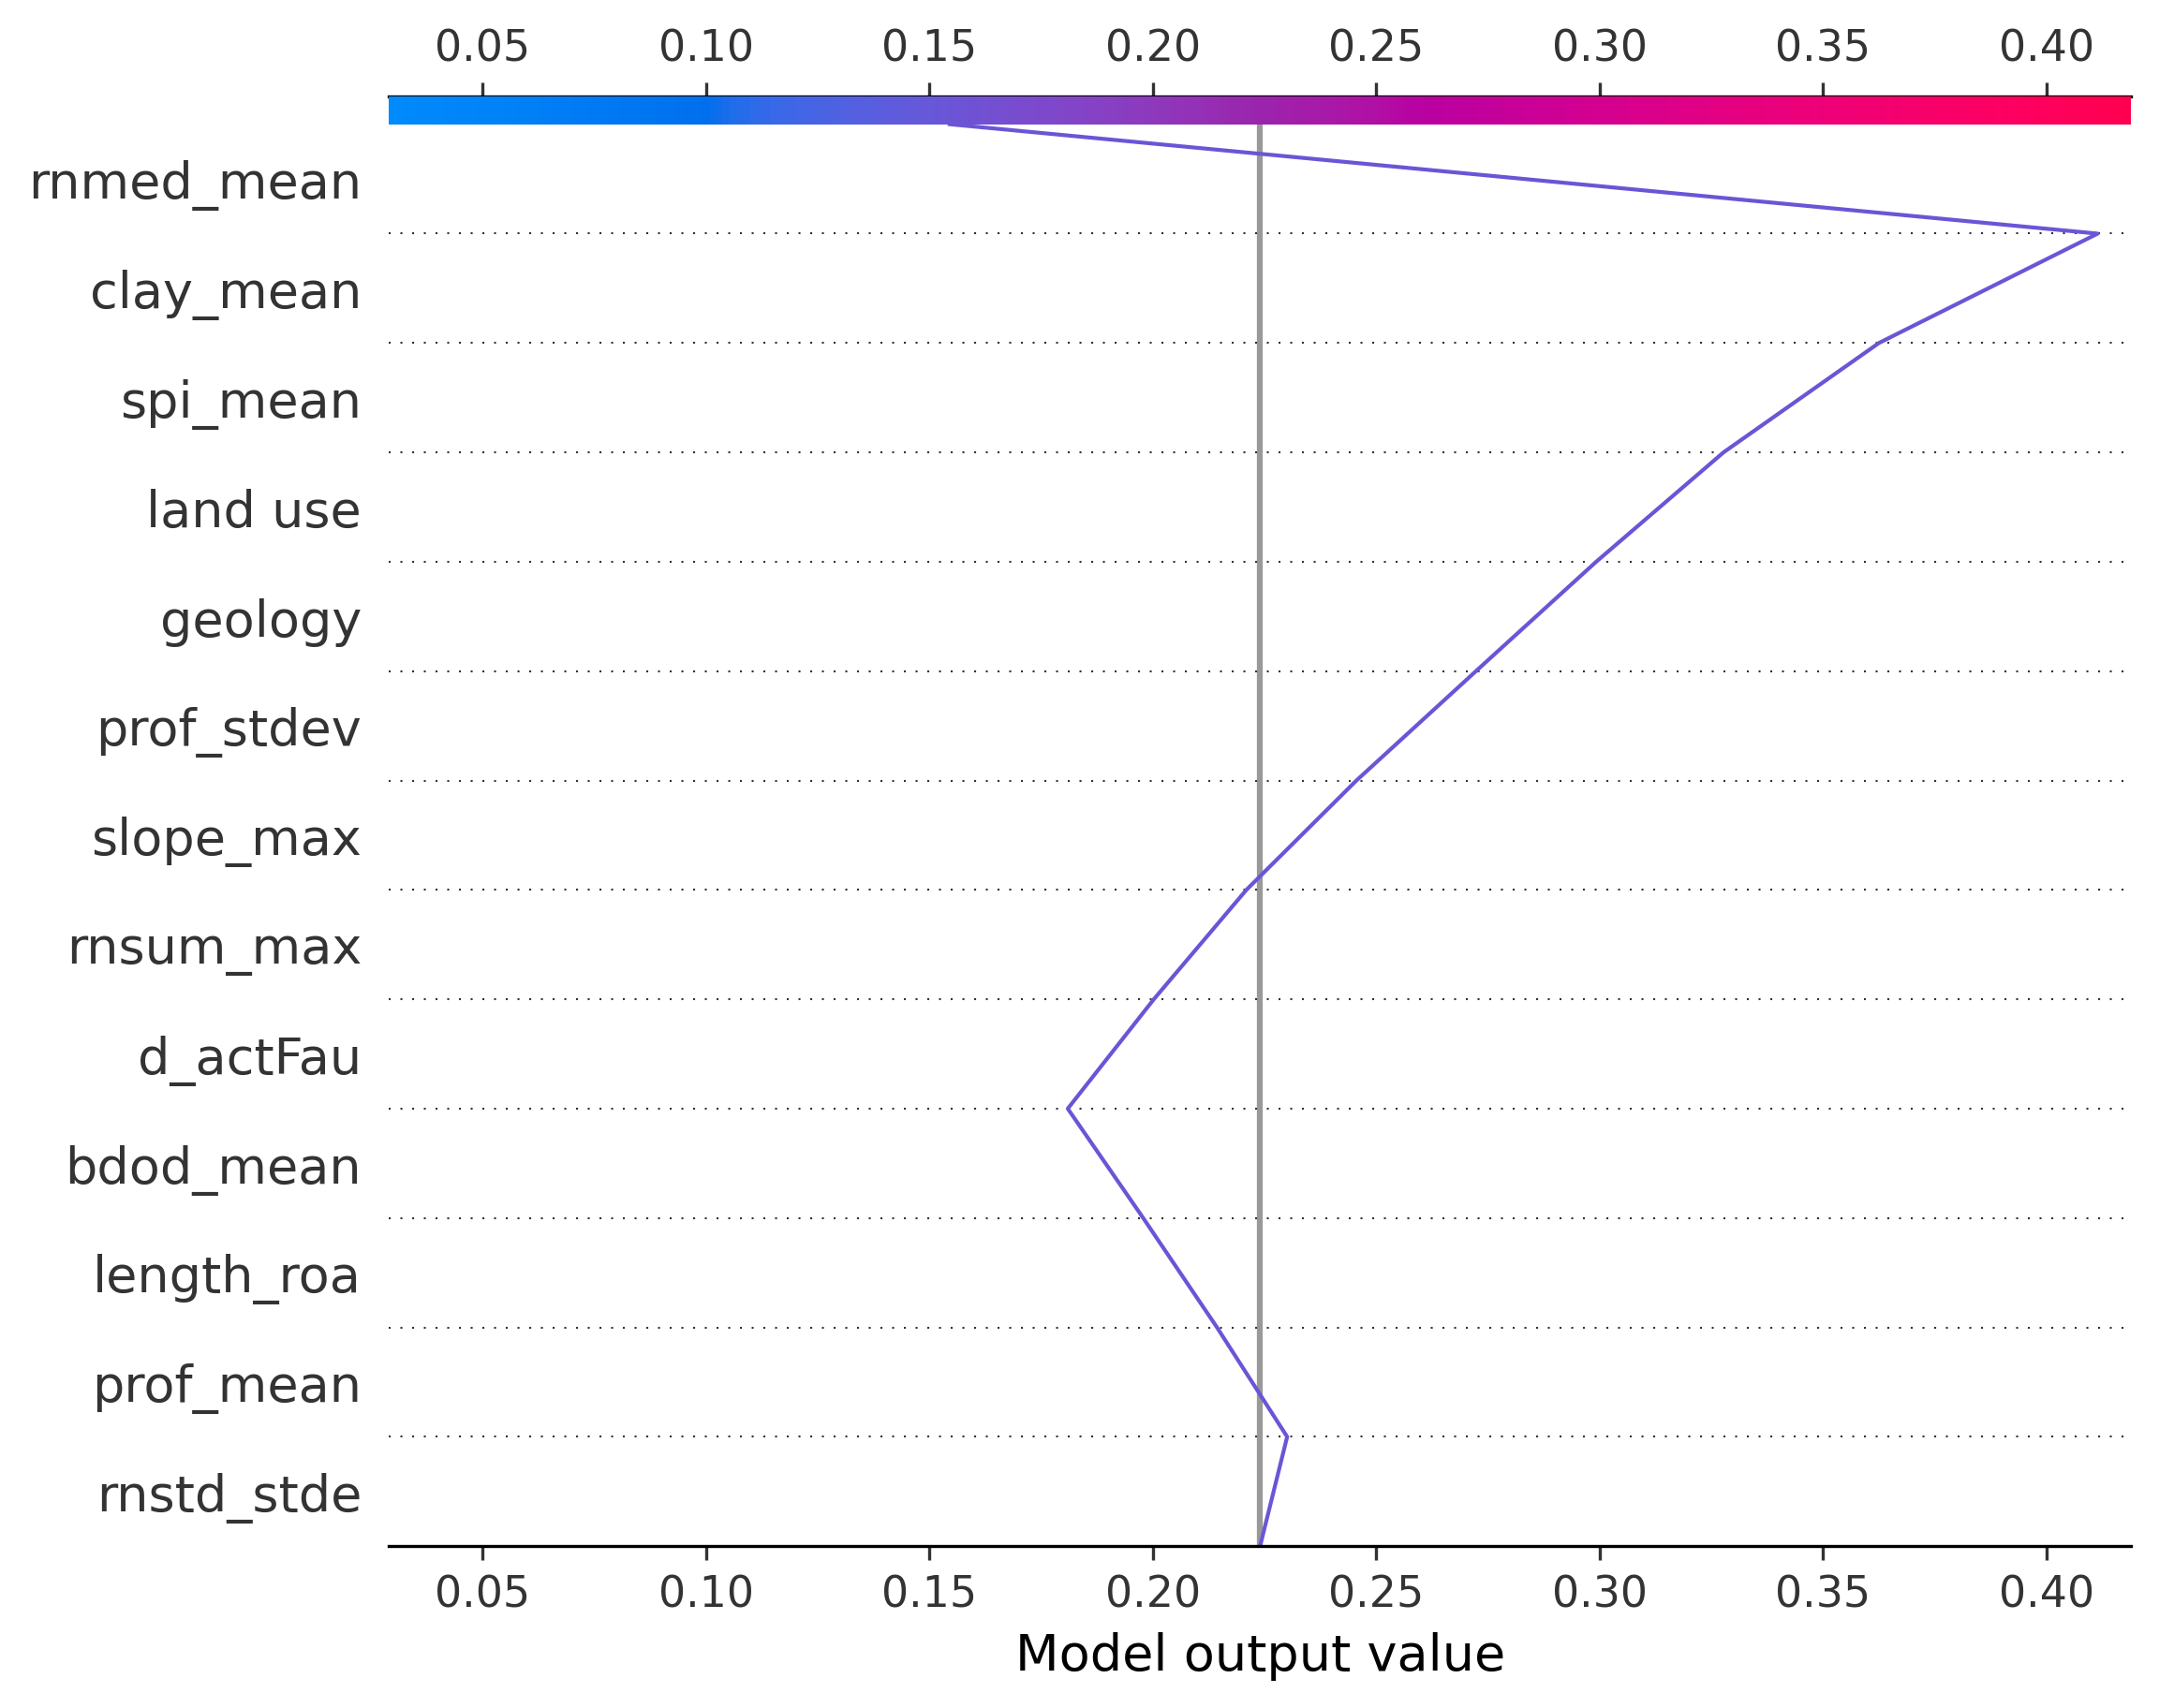 0.05 0.10 0.15 0.20 0.25 0.30 0.35 0.40
rnmed_mean
clay_mean
spi_mean
land use
geology
prof_stdev
slope_max
rnsum_max
d_actFau
bdod_mean
length_roa
prof_mean
rnstd_stde
0.05 0.10 0.15 0.20 0.25 0.30 0.35 0.40
Model output value